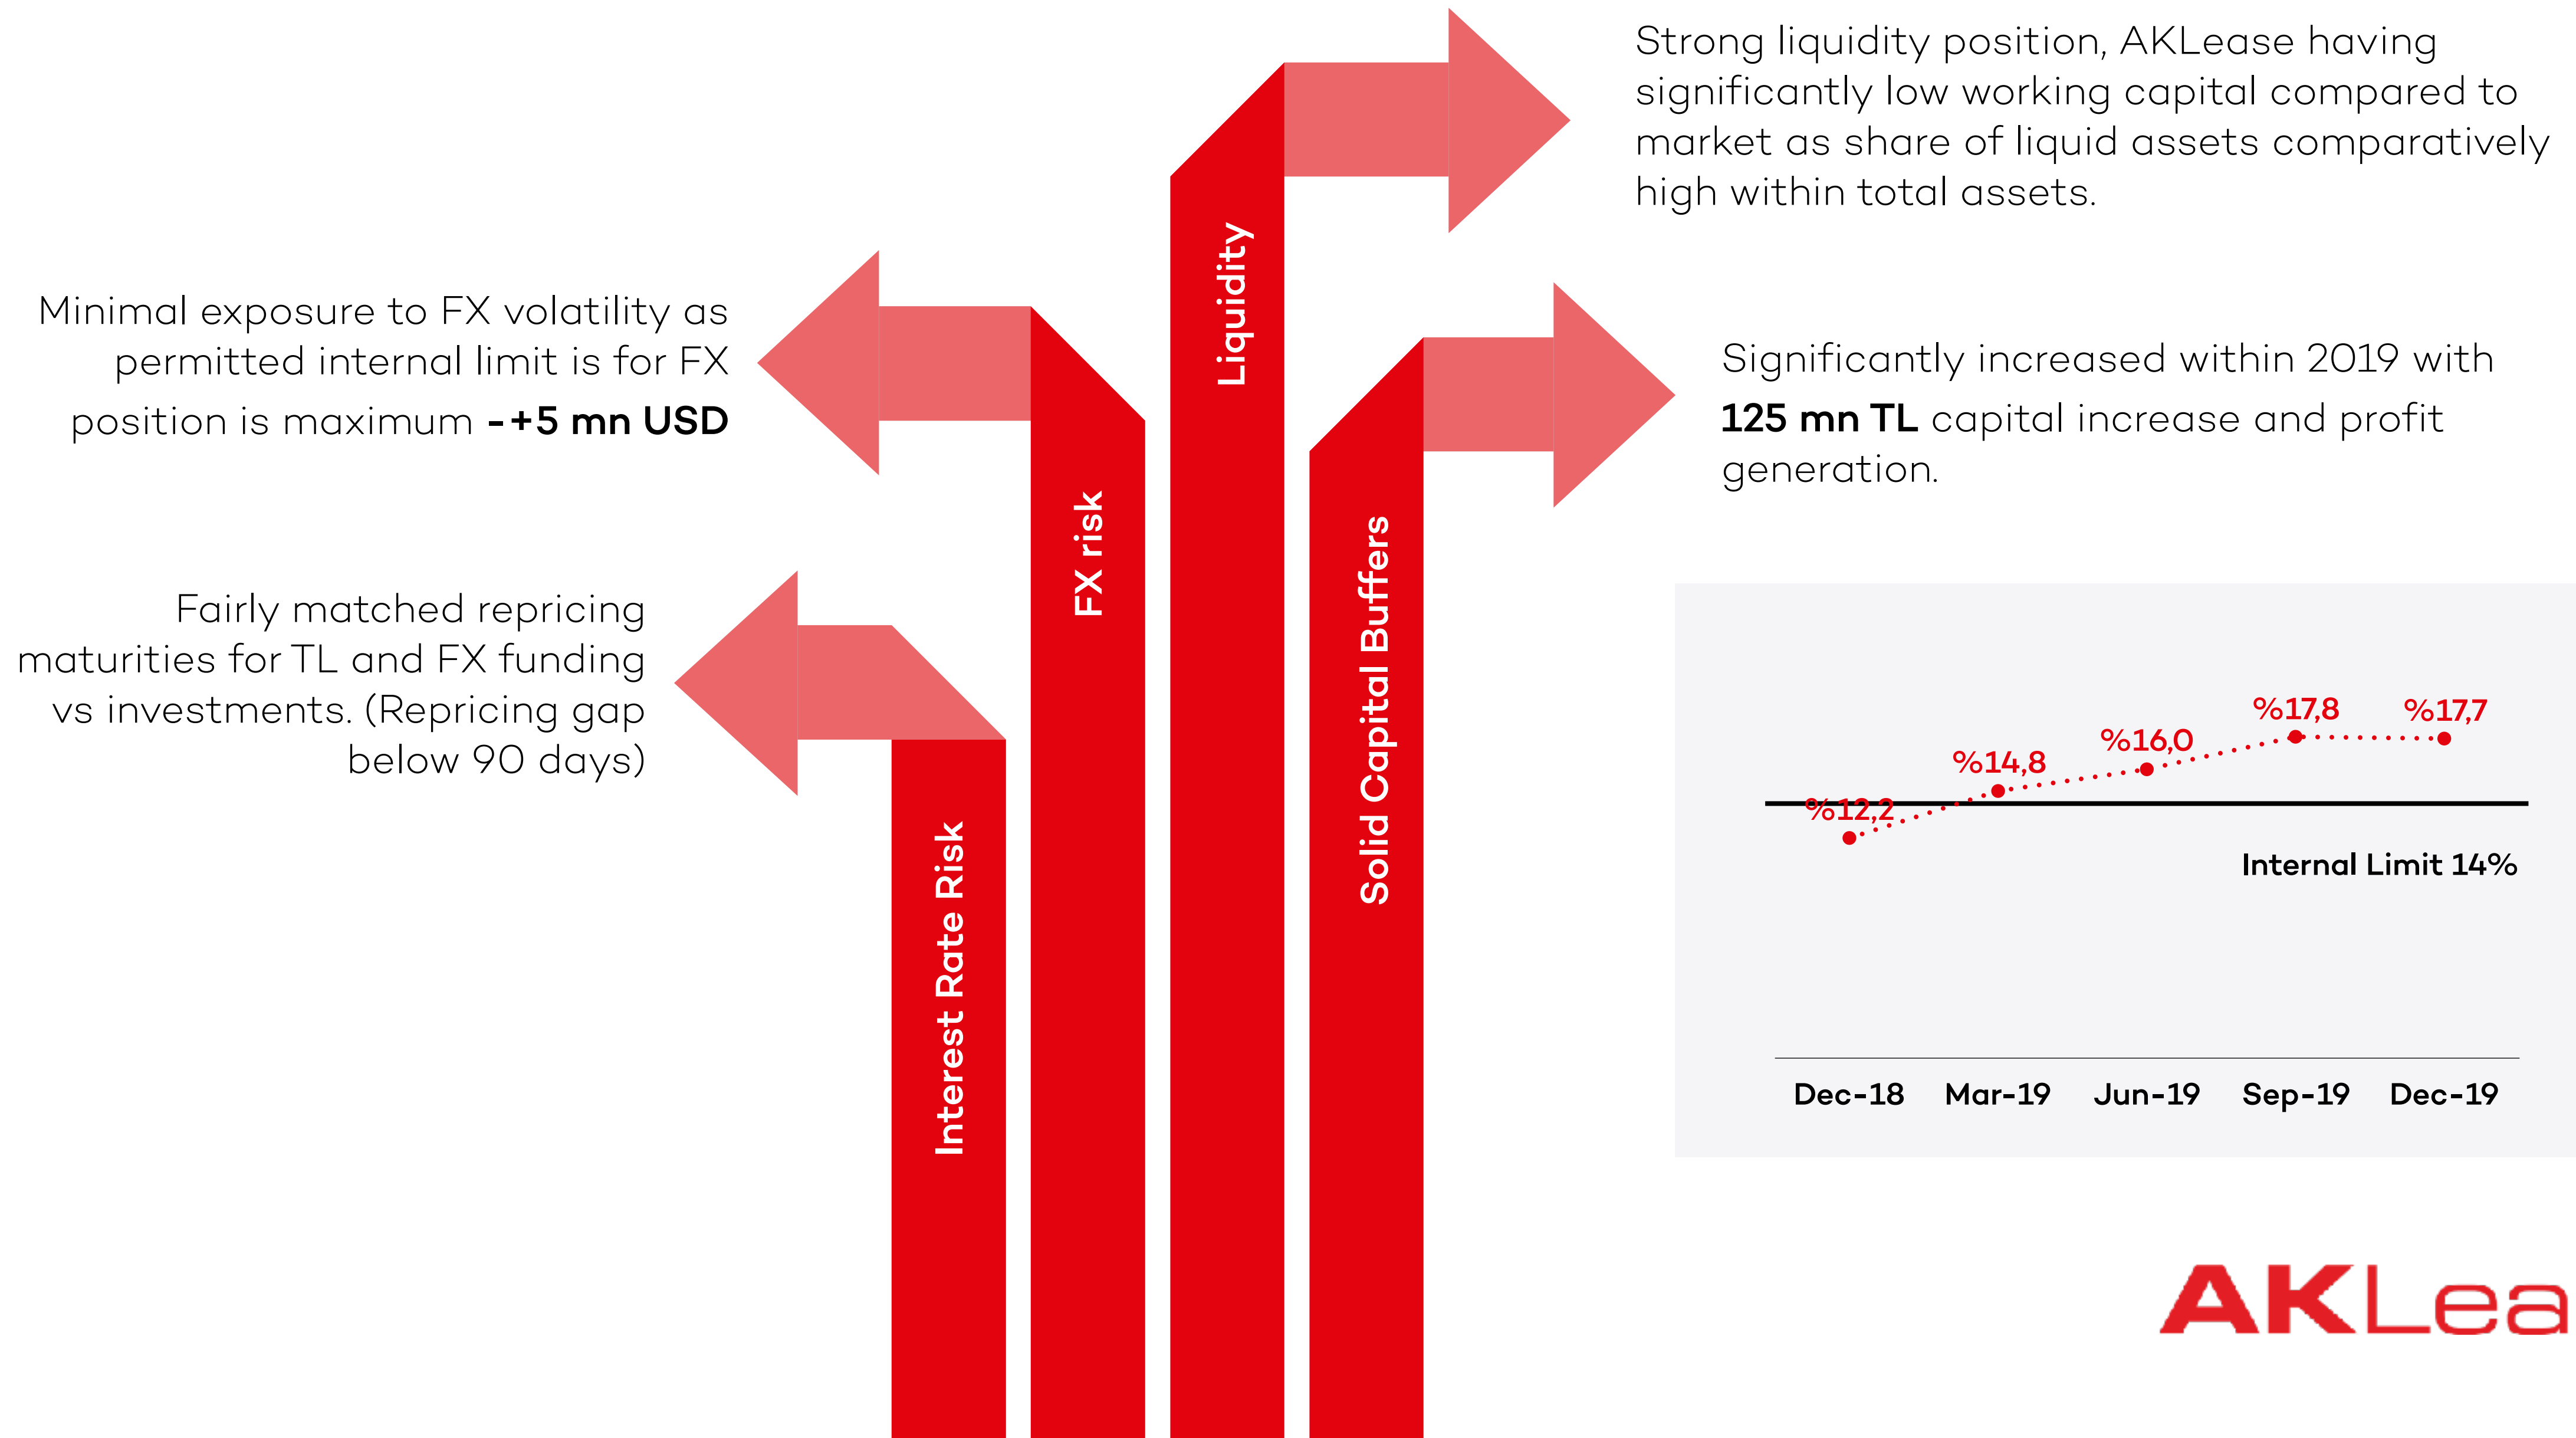 Strong liquidity position, AKLease having
significantly low working capital compared to
market as share of liquid assets comparatively
high within total assets.
Liquidity
Minimal exposure to FX volatility as
permitted internal limit is for FX
position is maximum -+5 mn USD
FX risk
Significantly increased within 2019 with
125 mn TL capital increase and profit
generation.
Solid Capital Buffers
Fairly matched repricing
maturities for TL and FX funding
vs investments. (Repricing gap
below 90 days)
Interest Rate Risk
%12,2
%14,8
%16,0
%17,8
%17,7
Internal Limit 14%
Dec-18 Mar-19 Jun-19 Sep-19 Dec-19
AKLea